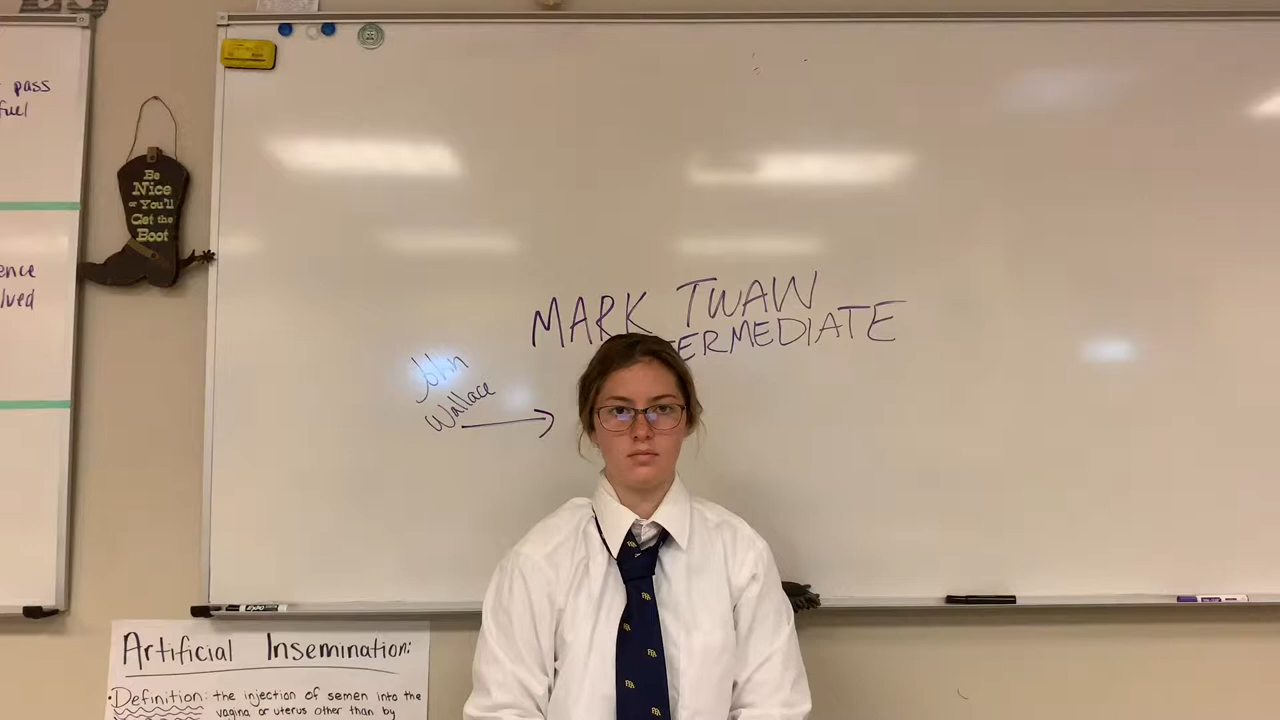 pass
fuel
ence
lved
Be
Nice
or You'll
Get the
Boot
MARK TWAIN
ERMEDIATE
John
Wallace
EXPO
Artificial Insemination:
Definition: the injection of semen into the
vagina or uterus other than by